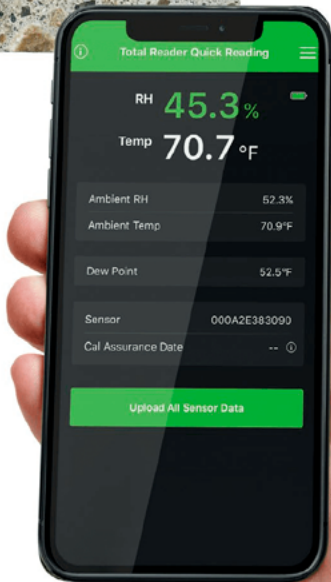 Total Reader Quick Reading
RH 45.3%
Temp 70.7 °F
Ambient RH 52.3%
Ambient Temp 70.9°F
Dew Point 52.5°F
Sensor 000A2E383090
Cal Assurance Date --
Upload All Sensor Data